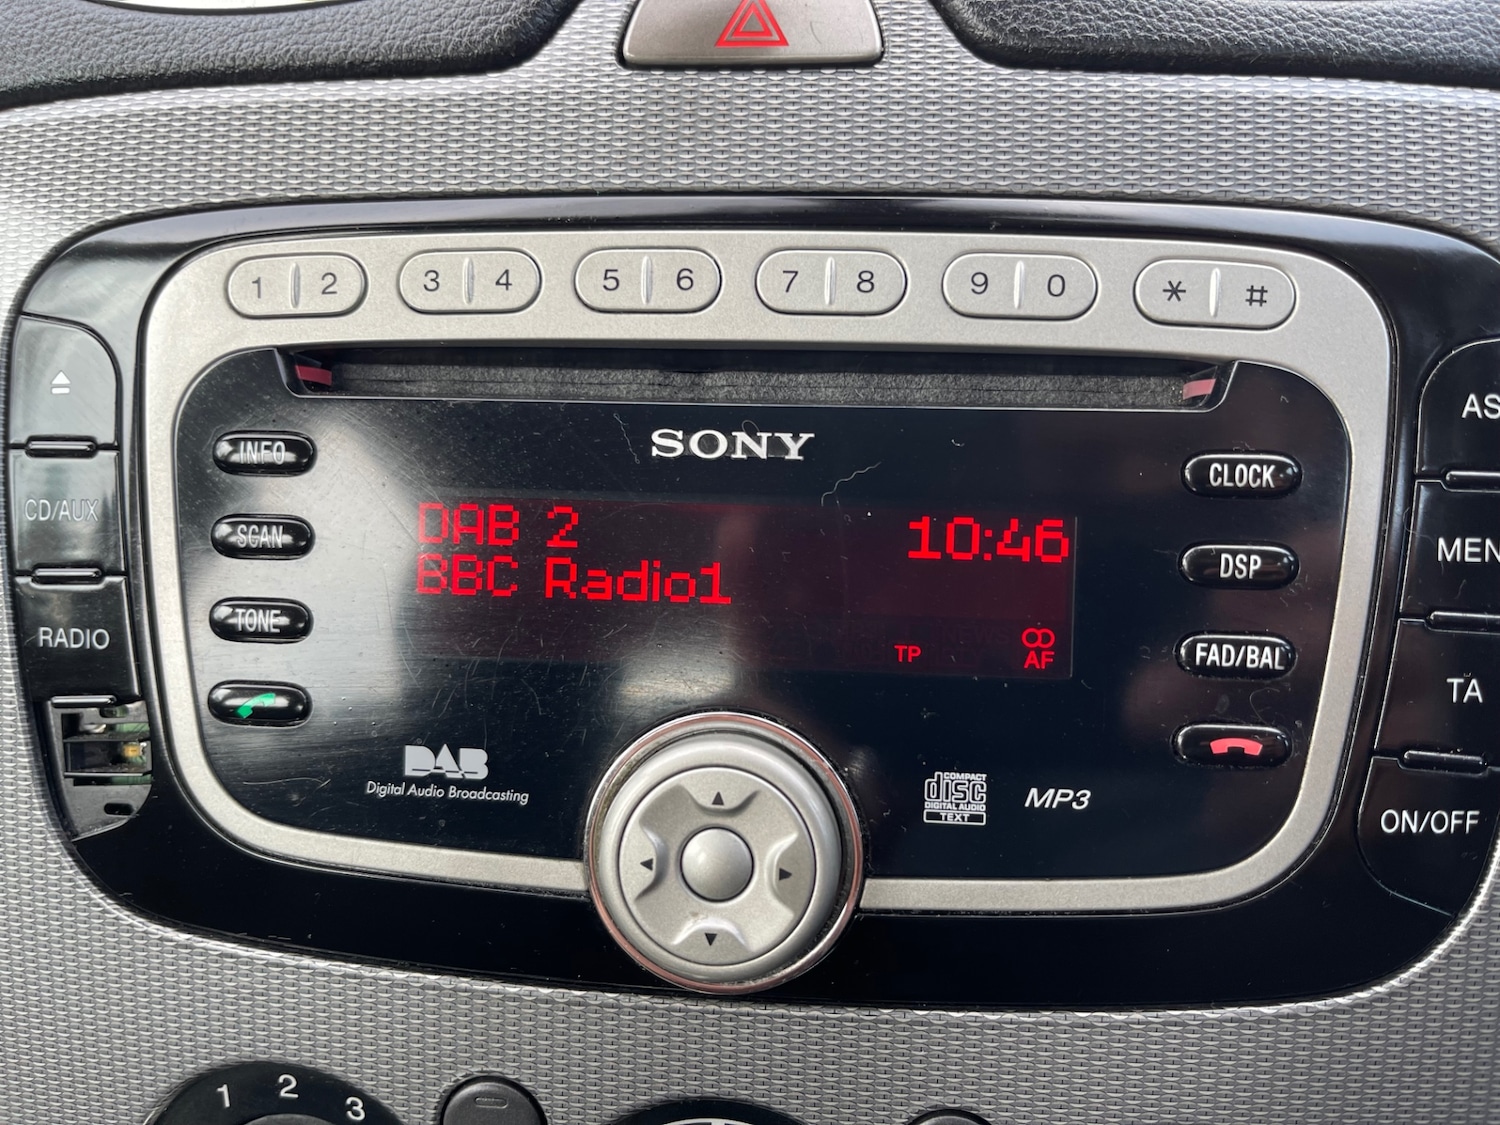 1 2 3 4 5 6 7 8 9 0 * #
SONY
INFO
CD/AUX
SCAN
TONE
RADIO
DAB 2 10:46
BBC Radio1
TP
AF
CLOCK
DSP
FAD/BAL
AS
MEN
TA
ON/OFF
DAB
Digital Audio Broadcasting
COMPACT
disc
DIGITAL AUDIO
TEXT
MP3
1 2 3